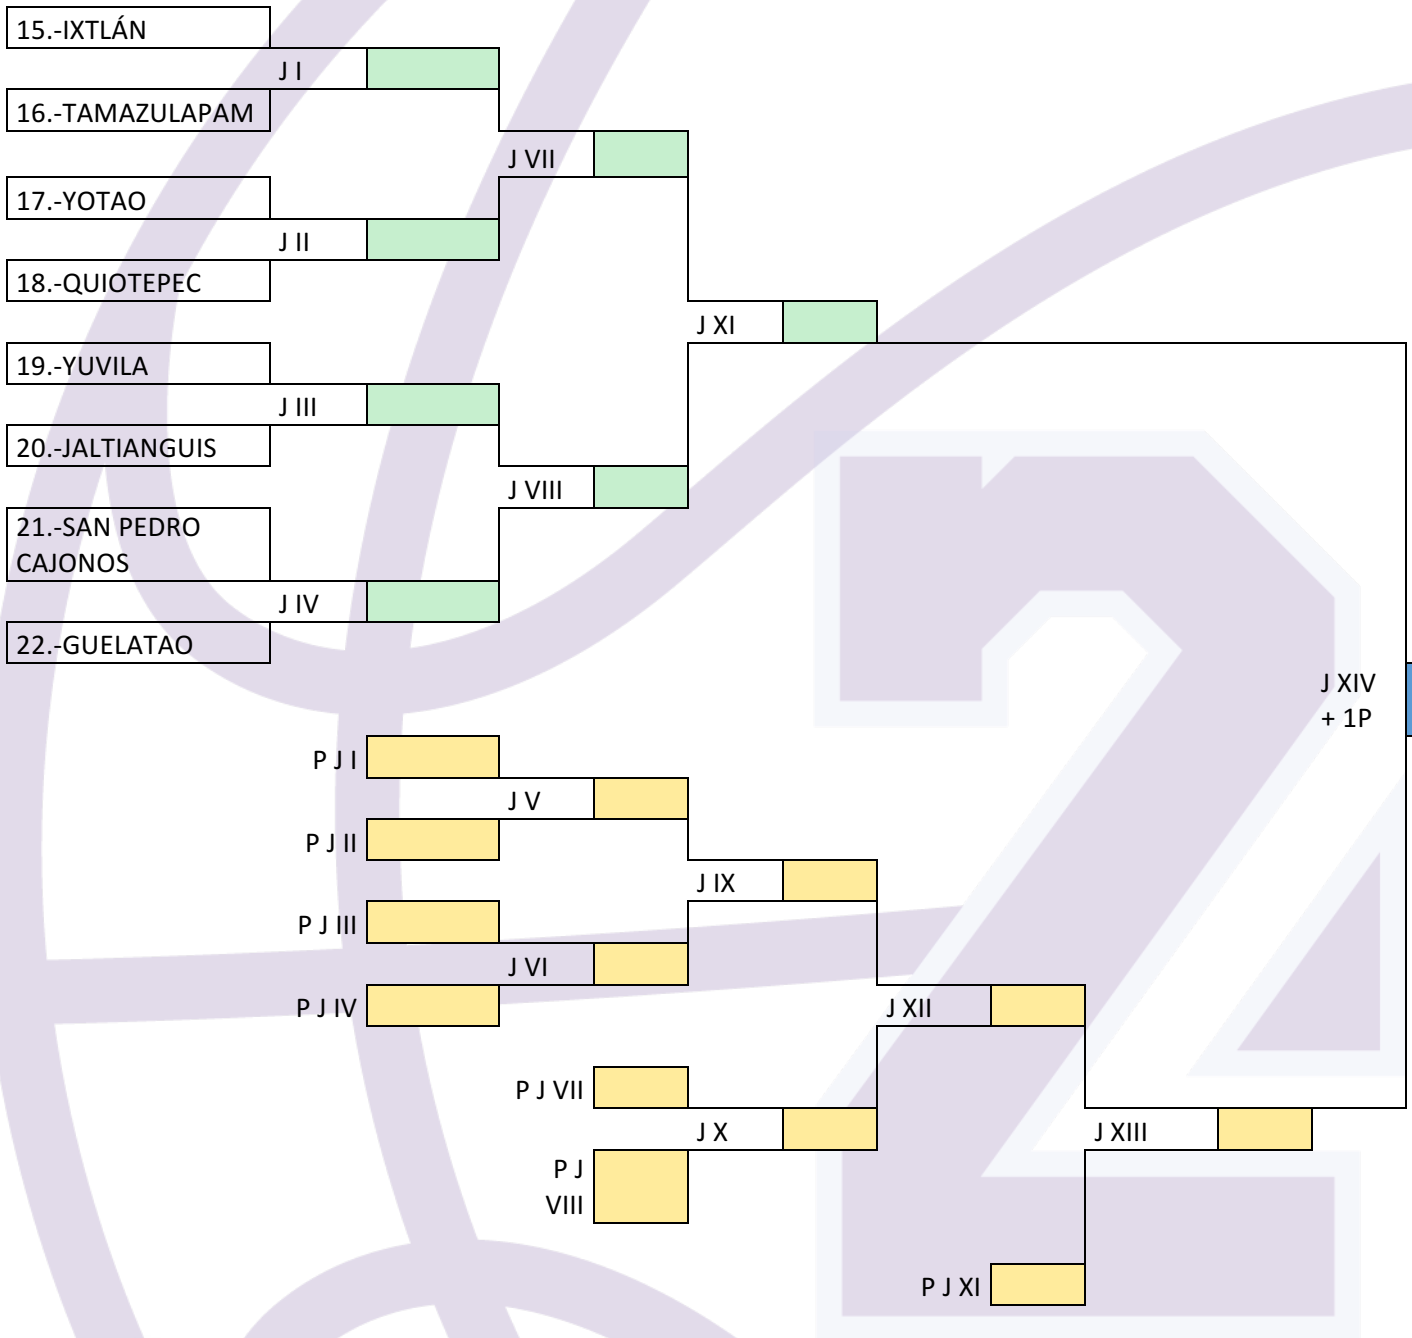 15.-IXTLÁN
J I
16.-TAMAZULAPAM
J VII
17.-YOTAO
J II
18.-QUIOTEPEC
J XI
19.-YUVILA
J III
20.-JALTIANGUIS
J VIII
21.-SAN PEDRO
CAJONOS
J IV
22.-GUELATAO
J XIV
+ 1P
P J I
J V
P J II
J IX
P J III
J VI
P J IV
J XII
P J VII
J X
J XIII
P J
VIII
P J XI